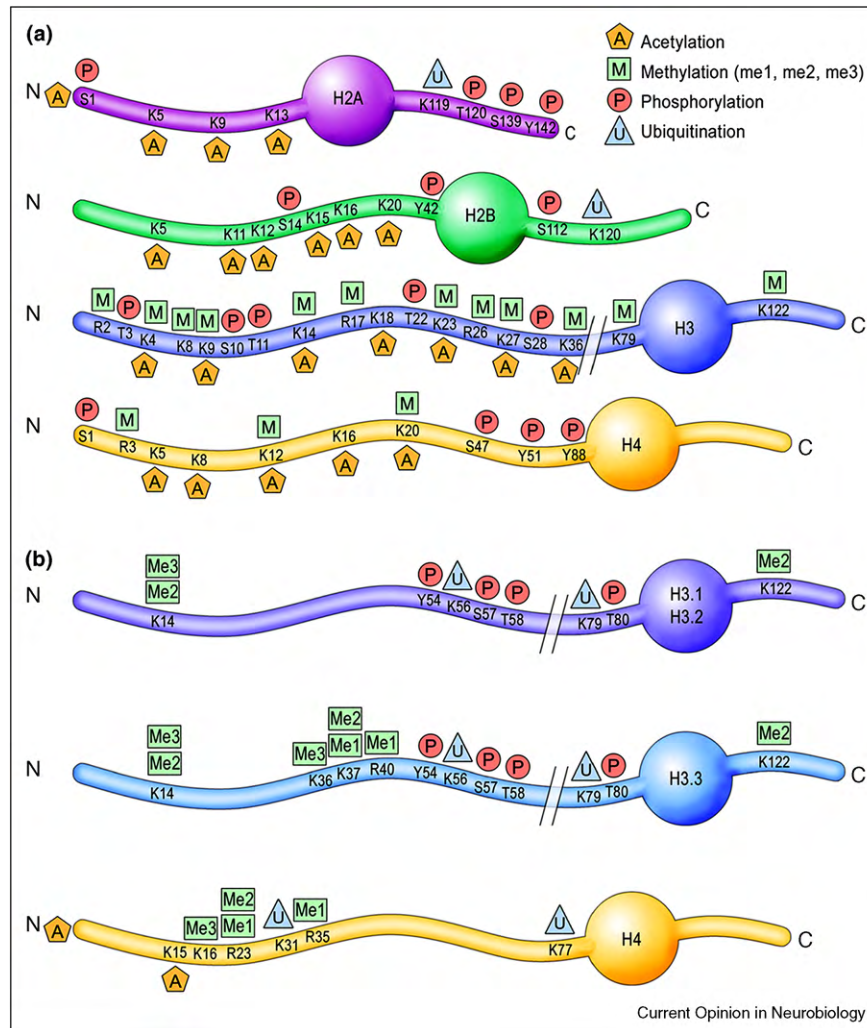 (a)
A Acetylation
M Methylation (me1, me2, me3)
P Phosphorylation
U Ubiquitination
N A P U P P P
S1 K5 K9 K13 H2A K119 T120 S139 Y142 C
A A A
N P P P U
K5 K11 K12 S14 K15 K16 K20 Y42 H2B S112 K120 C
A A A A A A
N M P M M M P P M M P M M M P M M M
R2 T3 K4 K8 K9 S10 T11 K14 R17 K18 T22 K23 R26 K27 S28 K36 K79 H3 K122 C
A A A A A A A
N P M M M P P P
S1 R3 K5 K8 K12 K16 K20 S47 Y51 Y88 H4 C
A A A A A
(b)
Me3 Me2
N Me2 P U P P U P
K14 Y54 K56 S57 T58 K79 T80 H3.1 K122 C
H3.2
Me2
Me3 Me3 Me1 Me1 P U P P U P Me2
N Me2
K14 K36 K37 R40 Y54 K56 S57 T58 K79 T80 H3.3 K122 C
Me2
N A Me3 Me1 U Me1 U
K15 K16 R23 K31 R35 K77 H4 C
A
Current Opinion in Neurobiology